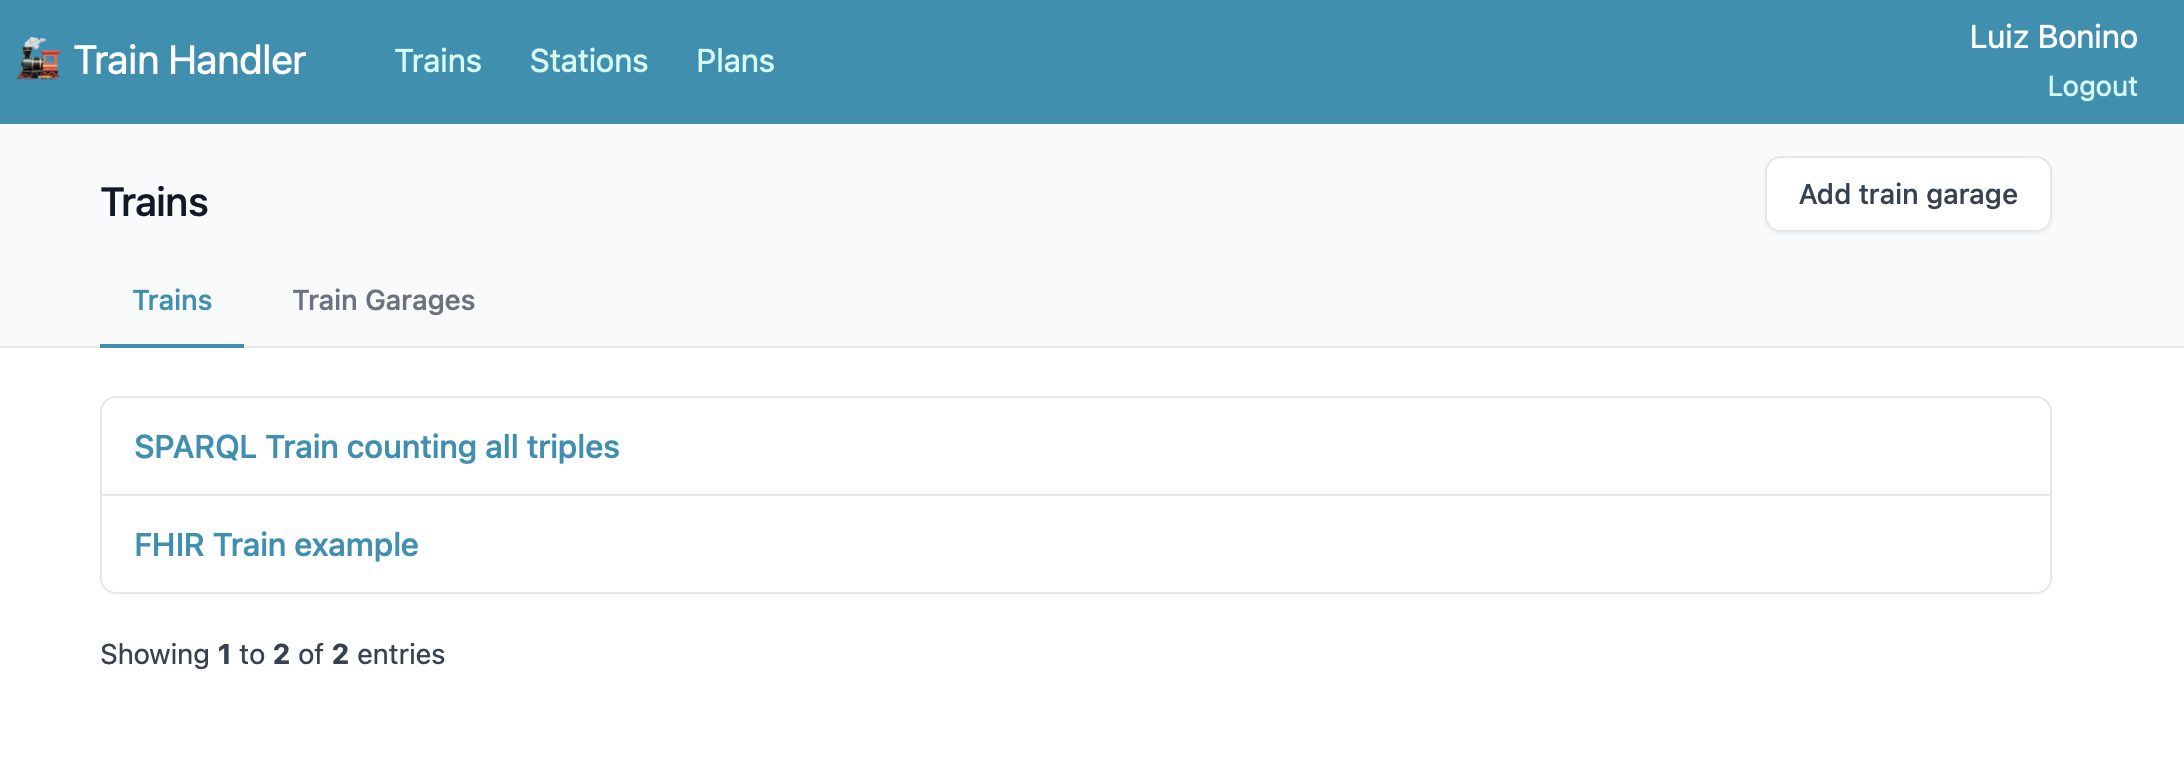 Train Handler
Trains
Stations
Plans
Luiz Bonino
Logout
Trains
Add train garage
Trains
Train Garages
SPARQL Train counting all triples
FHIR Train example
Showing 1 to 2 of 2 entries